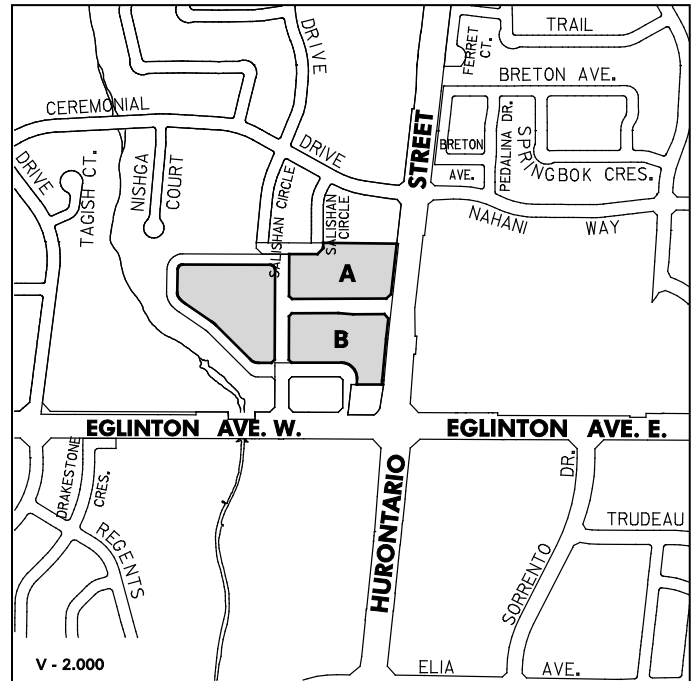 TRAIL
DRIVE
FERRET
CT.
BRETON AVE.
CEREMONIAL
DRIVE
STREET
BRETON
AVE.
PEDALINA DR.
SPRINGBOK CRES.
DRIVE
TAGISH CT.
NISHGA
COURT
SALISHAN CIRCLE
SALISHAN
CIRCLE
NAHANI WAY
A
B
EGLINTON AVE. W.
EGLINTON AVE. E.
DRAKESTONE
CRES.
REGENTS
HURONTARIO
DR.
SORRENTO
TRUDEAU
ELIA AVE.
V - 2.000